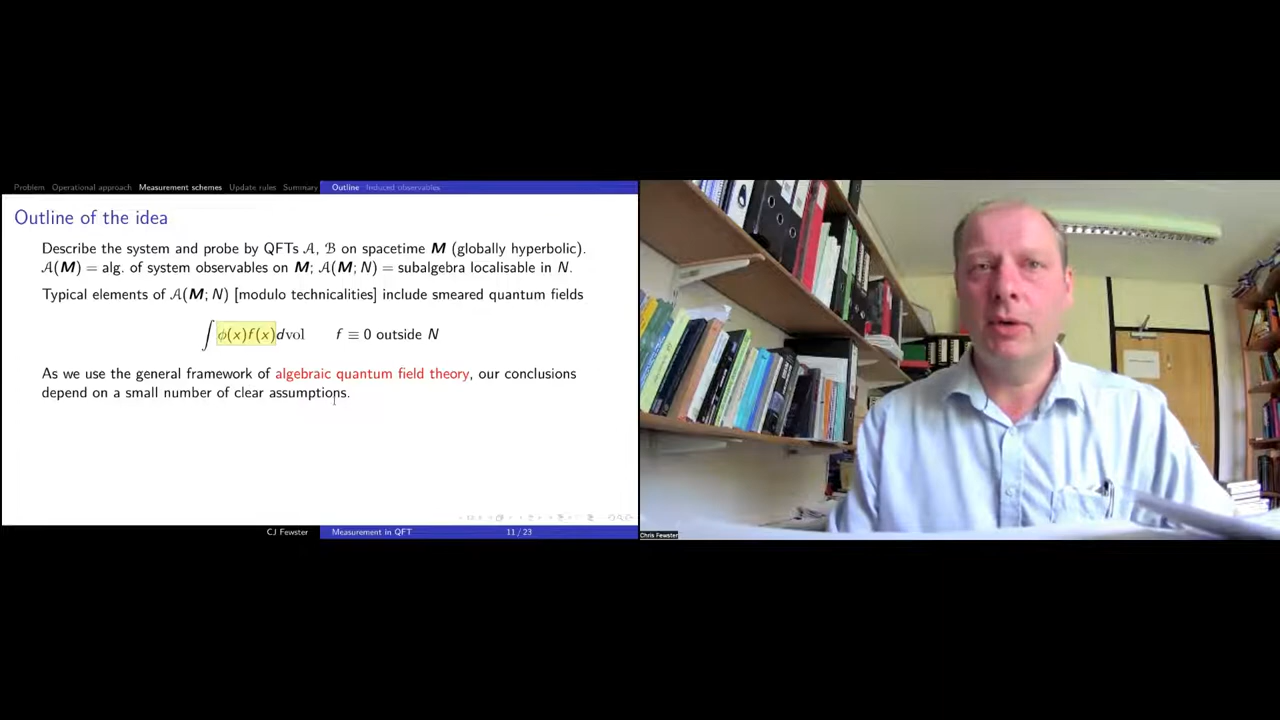 Problem Operational approach Measurement schemes Update rules Summary Outline Induced observables
Outline of the idea
Describe the system and probe by QFTs 𝒜, ℬ on spacetime M (globally hyperbolic).
𝒜(M) = alg. of system observables on M; 𝒜(M; N) = subalgebra localisable in N.
Typical elements of 𝒜(M; N) [modulo technicalities] include smeared quantum fields
∫ ϕ(x)f(x)dvol f ≡ 0 outside N
As we use the general framework of algebraic quantum field theory, our conclusions
depend on a small number of clear assumptions.
CJ Fewster Measurement in QFT 11 / 23
Chris Fewster